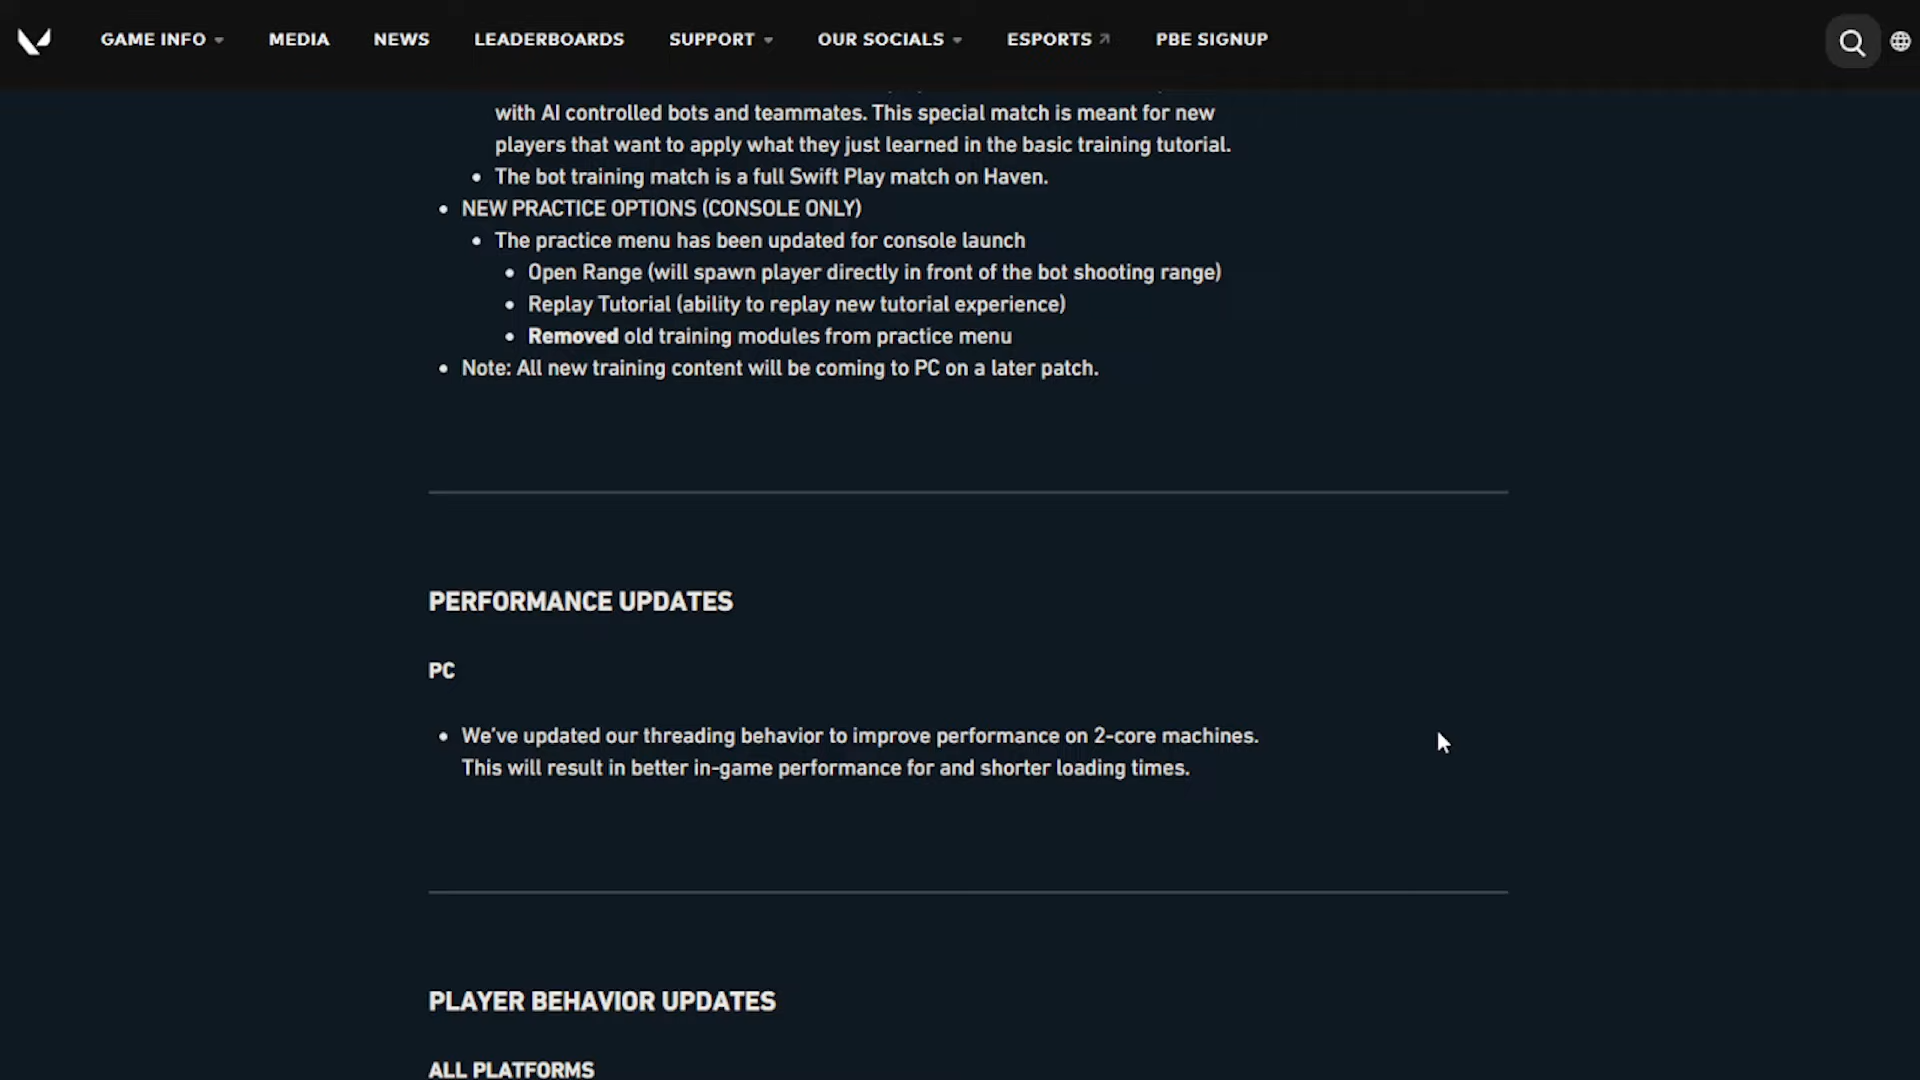 GAME INFO MEDIA NEWS LEADERBOARDS SUPPORT OUR SOCIALS ESPORTS PBE SIGNUP
with AI controlled bots and teammates. This special match is meant for new
players that want to apply what they just learned in the basic training tutorial.
• The bot training match is a full Swift Play match on Haven.
• NEW PRACTICE OPTIONS (CONSOLE ONLY)
• The practice menu has been updated for console launch
• Open Range (will spawn player directly in front of the bot shooting range)
• Replay Tutorial (ability to replay new tutorial experience)
• Removed old training modules from practice menu
• Note: All new training content will be coming to PC on a later patch.
PERFORMANCE UPDATES
PC
• We've updated our threading behavior to improve performance on 2-core machines.
This will result in better in-game performance for and shorter loading times.
PLAYER BEHAVIOR UPDATES
ALL PLATFORMS